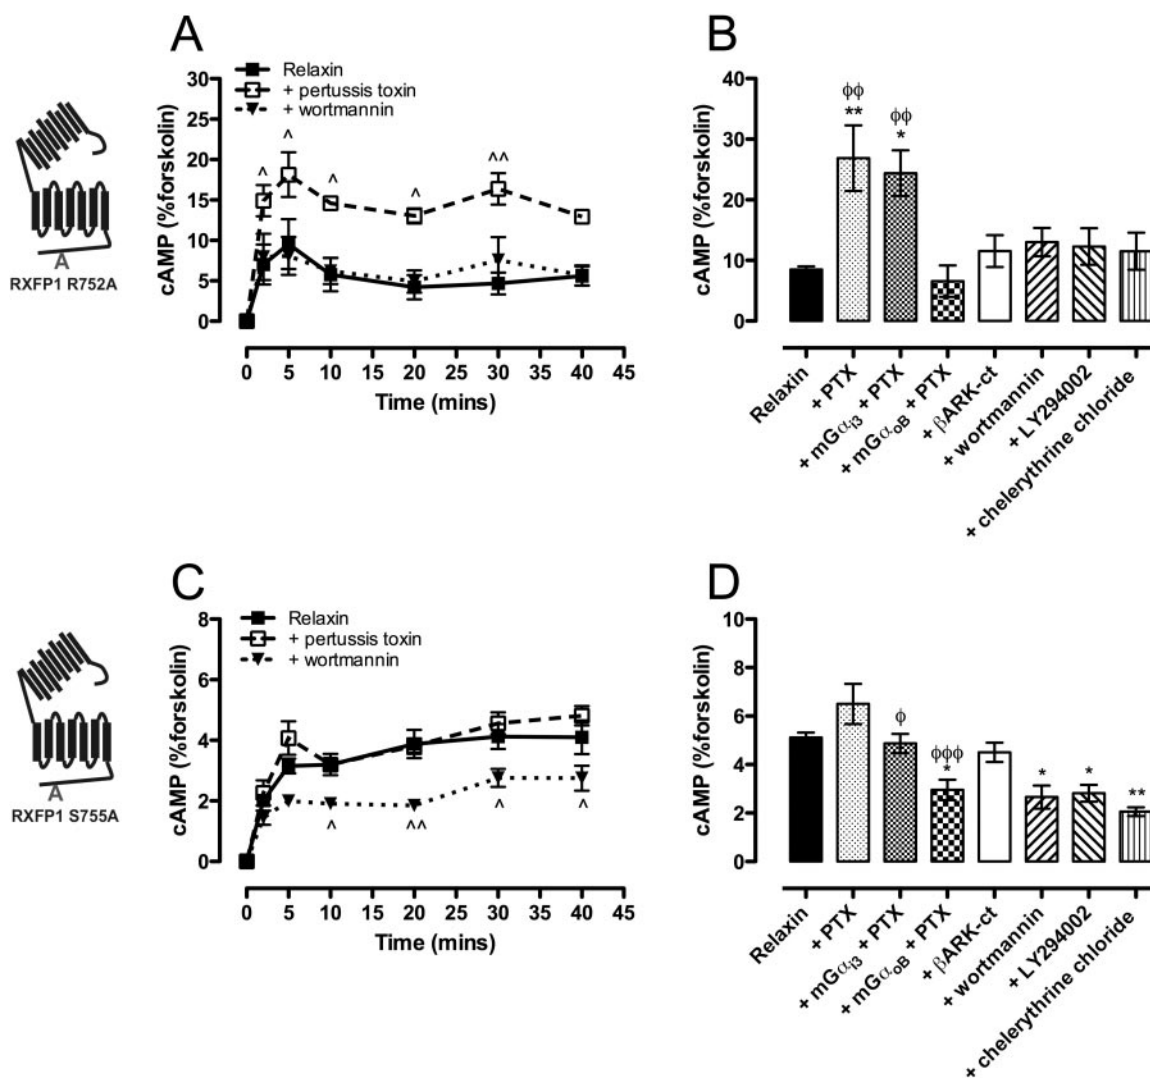 A
Relaxin
+ pertussis toxin
+ wortmannin
cAMP (%forskolin)
30
25
20
15
10
5
0
^
^
^
^
^^
0 5 10 15 20 25 30 35 40 45
Time (mins)
A
RXFP1 R752A
B
cAMP (%forskolin)
40
30
20
10
0
ϕϕ
**
ϕϕ
*
Relaxin
+ PTX
+ mGαi3 + PTX
+ mGαoB + PTX
+ βARK-ct
+ wortmannin
+ LY294002
+ chelerythrine chloride
C
Relaxin
+ pertussis toxin
+ wortmannin
cAMP (%forskolin)
8
6
4
2
0
^
^^
^
^
0 5 10 15 20 25 30 35 40 45
Time (mins)
A
RXFP1 S755A
D
cAMP (%forskolin)
10
8
6
4
2
0
ϕ
ϕϕϕ
*
*
*
**
Relaxin
+ PTX
+ mGαi3 + PTX
+ mGαoB + PTX
+ βARK-ct
+ wortmannin
+ LY294002
+ chelerythrine chloride